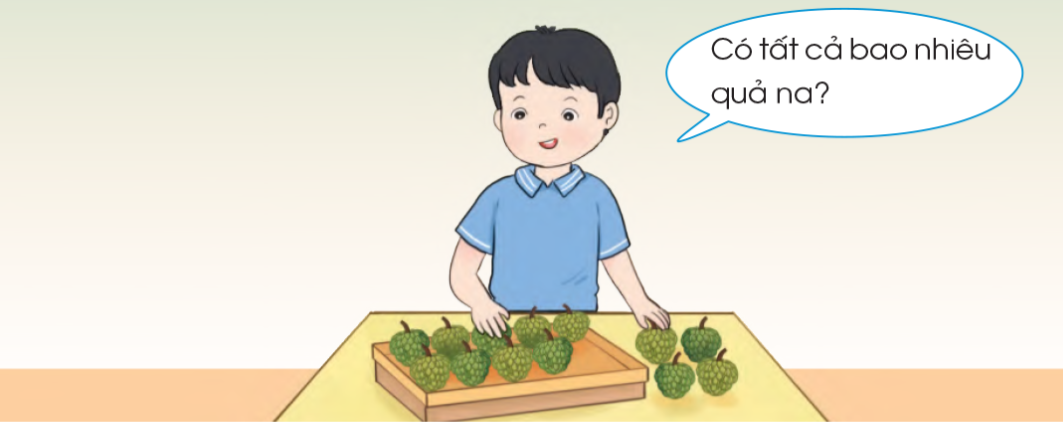 Có tất cả bao nhiêu
quả na?